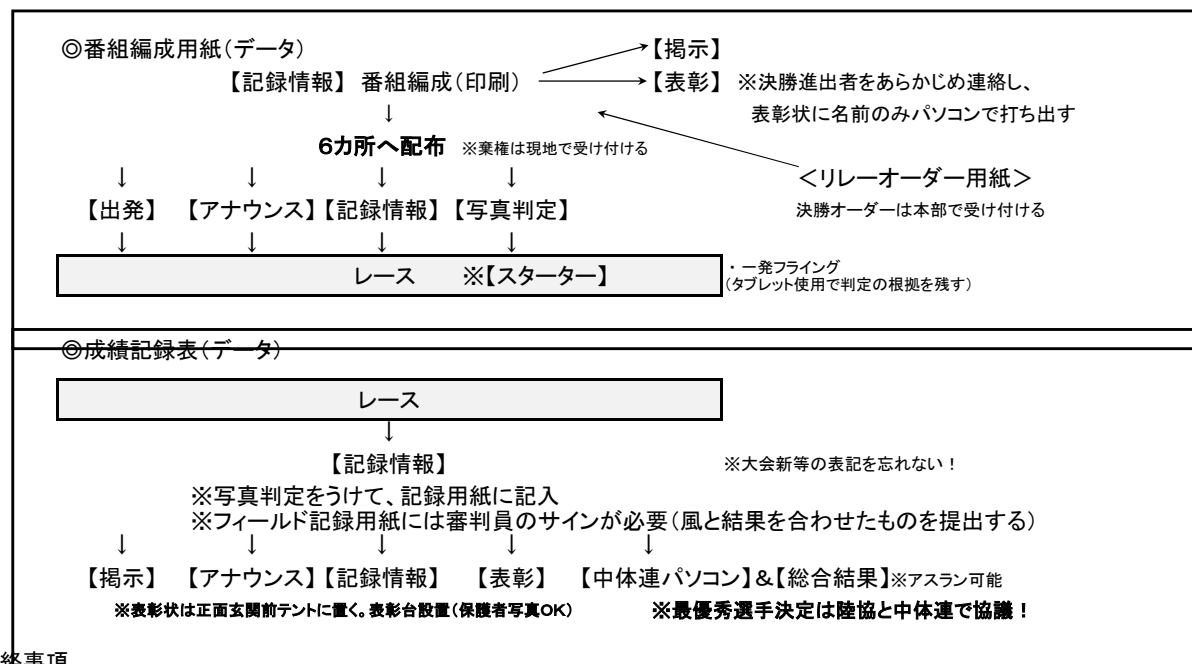 ◎番組編成用紙(データ)
【掲示】
【記録情報】 番組編成(印刷)
【表彰】 ※決勝進出者をあらかじめ連絡し、
表彰状に名前のみパソコンで打ち出す
↓
6カ所へ配布 ※棄権は現地で受け付ける
↓ ↓ ↓ ↓
<リレーオーダー用紙>
【出発】 【アナウンス】【記録情報】【写真判定】
決勝オーダーは本部で受け付ける
↓ ↓ ↓ ↓
レース ※【スターター】
・一発フライング
(タブレット使用で判定の根拠を残す)
◎成績記録表(データ)
レース
↓
【記録情報】
※大会新等の表記を忘れない!
※写真判定をうけて、記録用紙に記入
※フィールド記録用紙には審判員のサインが必要(風と結果を合わせたものを提出する)
↓ ↓ ↓ ↓ ↓
【掲示】 【アナウンス】【記録情報】 【表彰】 【中体連パソコン】&【総合結果】※アスラン可能
※表彰状は正面玄関前テントに置く。表彰台設置(保護者写真OK)
※最優秀選手決定は陸協と中体連で協議!
絡事項